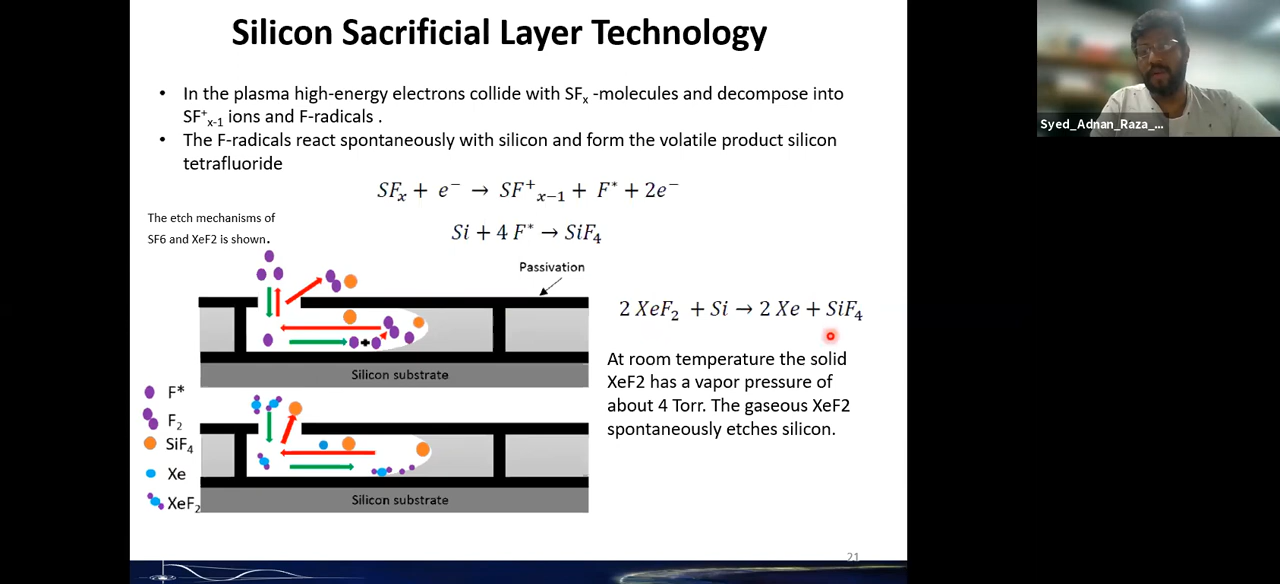 Silicon Sacrificial Layer Technology
• In the plasma high-energy electrons collide with SFx -molecules and decompose into
SF⁺x-1 ions and F-radicals .
• The F-radicals react spontaneously with silicon and form the volatile product silicon
tetrafluoride
SFx + e⁻ → SF⁺x−1 + F* + 2e⁻
Si + 4 F* → SiF₄
The etch mechanisms of
SF6 and XeF2 is shown.
Passivation
Silicon substrate
F*
F₂
SiF₄
Xe
XeF₂
Silicon substrate
2 XeF₂ + Si → 2 Xe + SiF₄
At room temperature the solid
XeF2 has a vapor pressure of
about 4 Torr. The gaseous XeF2
spontaneously etches silicon.
21
Syed_Adnan_Raza_...